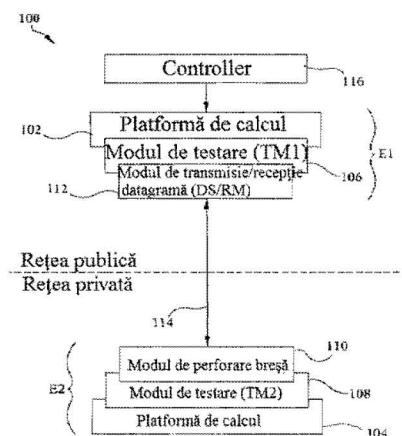 100
Controller
116
102
Platformă de calcul
Modul de testare (TM1)
E1
106
112
Modul de transmisie/recepție
datagramă (DS/RM)
Rețea publică
Rețea privată
114
110
Modul de perforare breșă
E2
108
Modul de testare (TM2)
Platformă de calcul
104